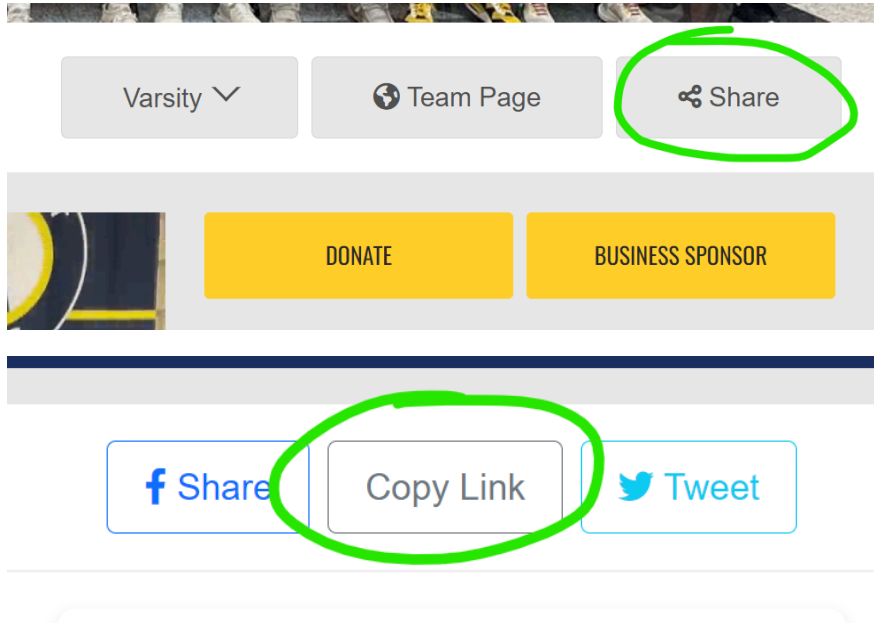 Varsity
Team Page
Share
DONATE
BUSINESS SPONSOR
Share
Copy Link
Tweet